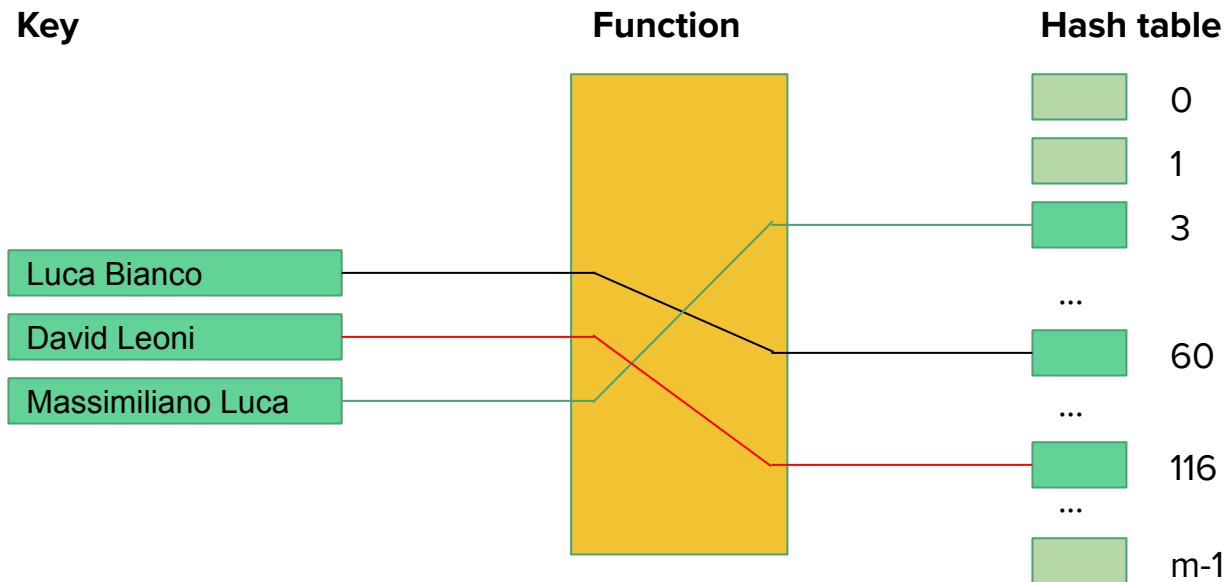 Key Function Hash table
0
1
3
Luca Bianco
...
David Leoni
60
Massimiliano Luca
...
116
...
m-1